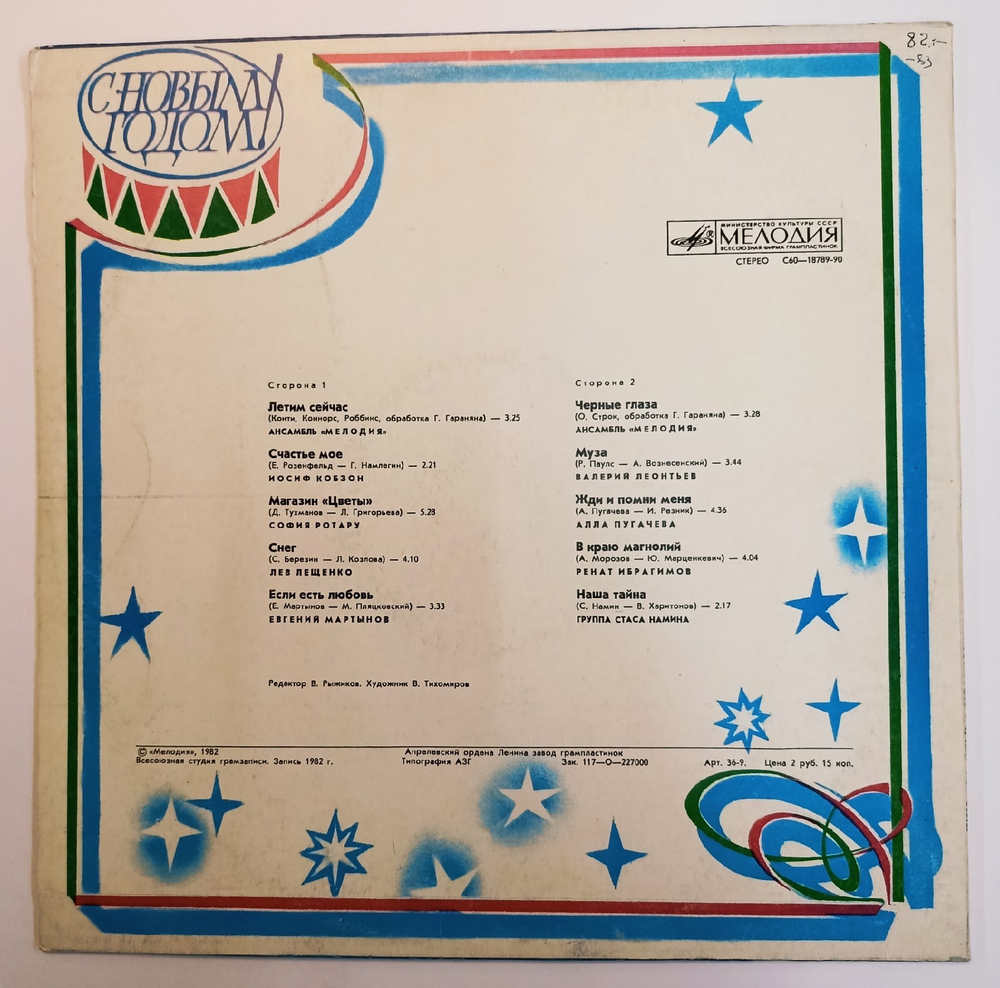 С НОВЫМ
ГОДОМ!
82.–
–83
МИНИСТЕРСТВО КУЛЬТУРЫ СССР
МЕЛОДИЯ
ВСЕСОЮЗНАЯ ФИРМА ГРАМПЛАСТИНОК
СТЕРЕО С60—18789-90
Сторона 1
Летим сейчас
(Конти, Коннорс, Роббинс, обработка Г. Гараняна) — 3.25
АНСАМБЛЬ «МЕЛОДИЯ»
Счастье мое
(Е. Розенфельд — Г. Намлегин) — 2.21
ИОСИФ КОБЗОН
Магазин «Цветы»
(Д. Тухманов — Л. Григорьева) — 5.28
СОФИЯ РОТАРУ
Снег
(С. Березин — Л. Козлова) — 4.10
ЛЕВ ЛЕЩЕНКО
Если есть любовь
(Е. Мартынов — М. Пляцковский) — 3.33
ЕВГЕНИЙ МАРТЫНОВ
Сторона 2
Черные глаза
(О. Строк, обработка Г. Гараняна) — 3.28
АНСАМБЛЬ «МЕЛОДИЯ»
Муза
(Р. Паулс — А. Вознесенский) — 3.44
ВАЛЕРИЙ ЛЕОНТЬЕВ
Жди и помни меня
(А. Пугачева — И. Резник) — 4.36
АЛЛА ПУГАЧЕВА
В краю магнолий
(А. Морозов — Ю. Марценкевич) — 4.04
РЕНАТ ИБРАГИМОВ
Наша тайна
(С. Намин — В. Харитонов) — 2.17
ГРУППА СТАСА НАМИНА
Редактор В. Рыжиков. Художник В. Тихомиров
© «Мелодия», 1982 Апрелевский ордена Ленина завод грампластинок
Всесоюзная студия грамзаписи. Запись 1982 г. Типография АЗГ Зак. 117—О—227000 Арт. 36-9. Цена 2 руб. 15 коп.